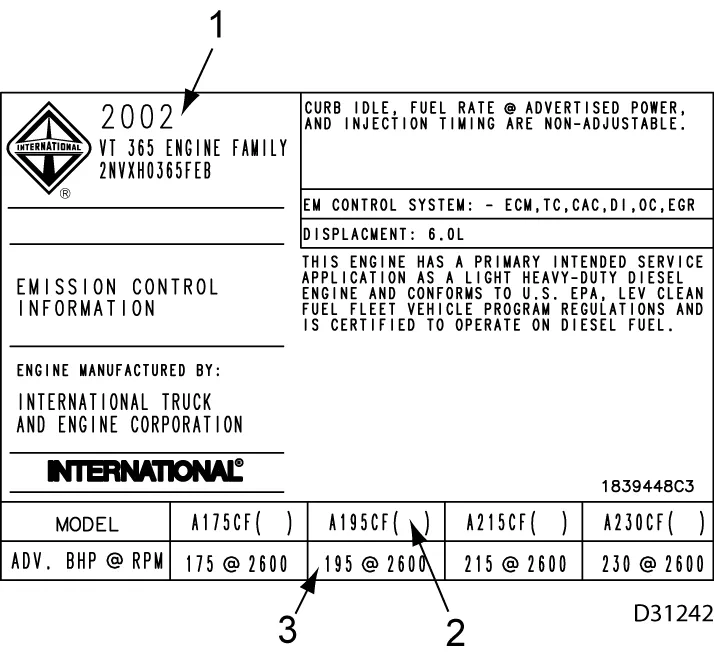 1
2002
VT 365 ENGINE FAMILY
2NVXH0365FEB
INTERNATIONAL
®
EMISSION CONTROL
INFORMATION
ENGINE MANUFACTURED BY:
INTERNATIONAL TRUCK
AND ENGINE CORPORATION
INTERNATIONAL®
CURB IDLE, FUEL RATE @ ADVERTISED POWER,
AND INJECTION TIMING ARE NON-ADJUSTABLE.
EM CONTROL SYSTEM: - ECM,TC,CAC,DI,OC,EGR
DISPLACMENT: 6.0L
THIS ENGINE HAS A PRIMARY INTENDED SERVICE
APPLICATION AS A LIGHT HEAVY-DUTY DIESEL
ENGINE AND CONFORMS TO U.S. EPA, LEV CLEAN
FUEL FLEET VEHICLE PROGRAM REGULATIONS AND
IS CERTIFIED TO OPERATE ON DIESEL FUEL.
1839448C3
MODEL A175CF( ) A195CF( ) A215CF( ) A230CF( )
ADV. BHP @ RPM 175 @ 2600 195 @ 2600 215 @ 2600 230 @ 2600
3 2
D31242